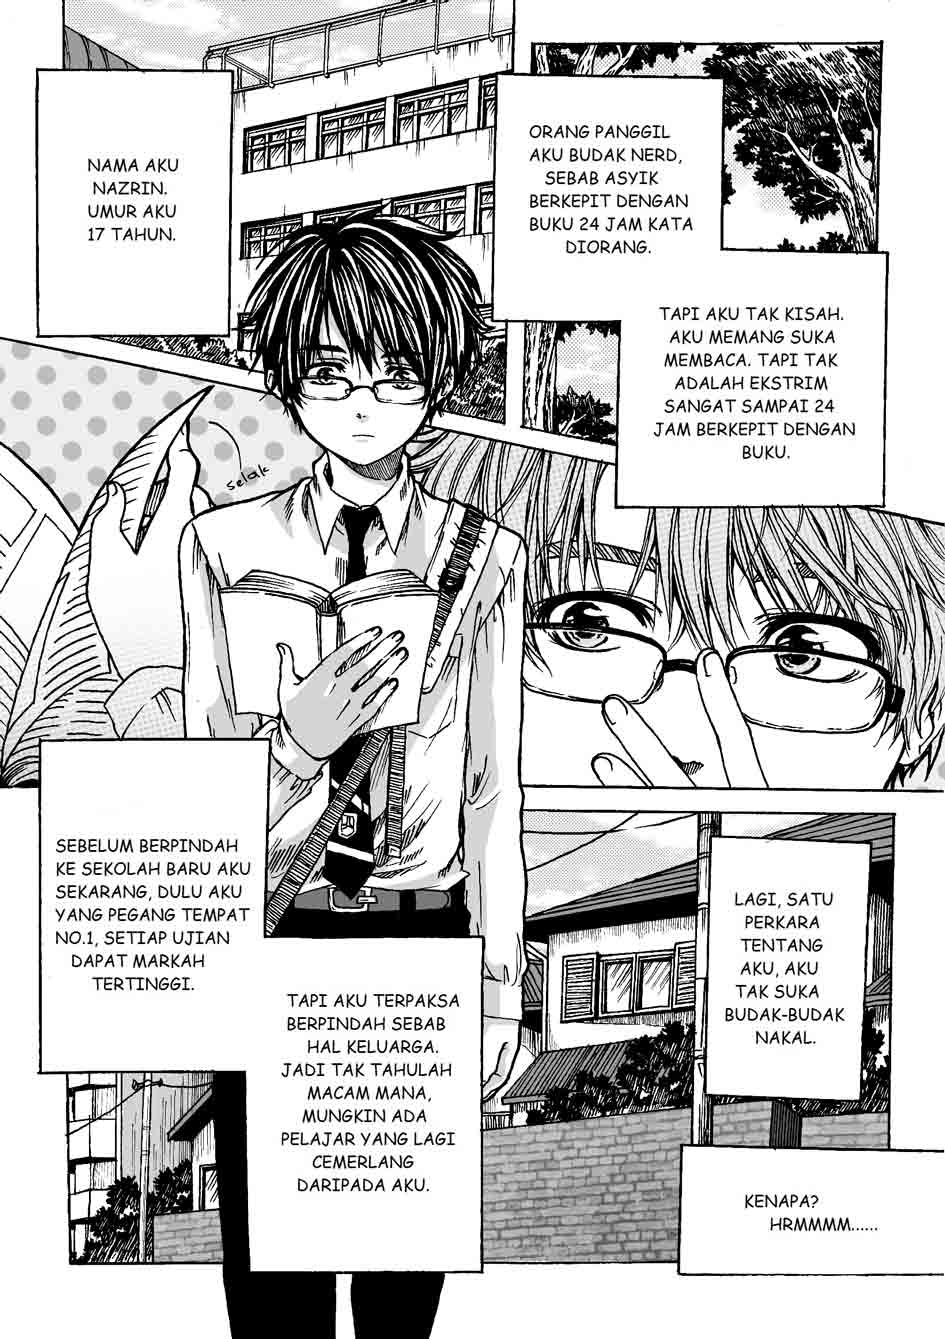 NAMA AKU
NAZRIN.
UMUR AKU
17 TAHUN.
ORANG PANGGIL
AKU BUDAK NERD,
SEBAB ASYIK
BERKEPIT DENGAN
BUKU 24 JAM KATA
DIORANG.
TAPI AKU TAK KISAH.
AKU MEMANG SUKA
MEMBACA. TAPI TAK
ADALAH EKSTRIM
SANGAT SAMPAI 24
JAM BERKEPIT DENGAN
BUKU.
selak
SEBELUM BERPINDAH
KE SEKOLAH BARU AKU
SEKARANG, DULU AKU
YANG PEGANG TEMPAT
NO.1, SETIAP UJIAN
DAPAT MARKAH
TERTINGGI.
TAPI AKU TERPAKSA
BERPINDAH SEBAB
HAL KELUARGA.
JADI TAK TAHULAH
MACAM MANA,
MUNGKIN ADA
PELAJAR YANG LAGI
CEMERLANG
DARIPADA AKU.
LAGI, SATU
PERKARA
TENTANG
AKU, AKU
TAK SUKA
BUDAK-BUDAK
NAKAL.
KENAPA?
HRMMMM......